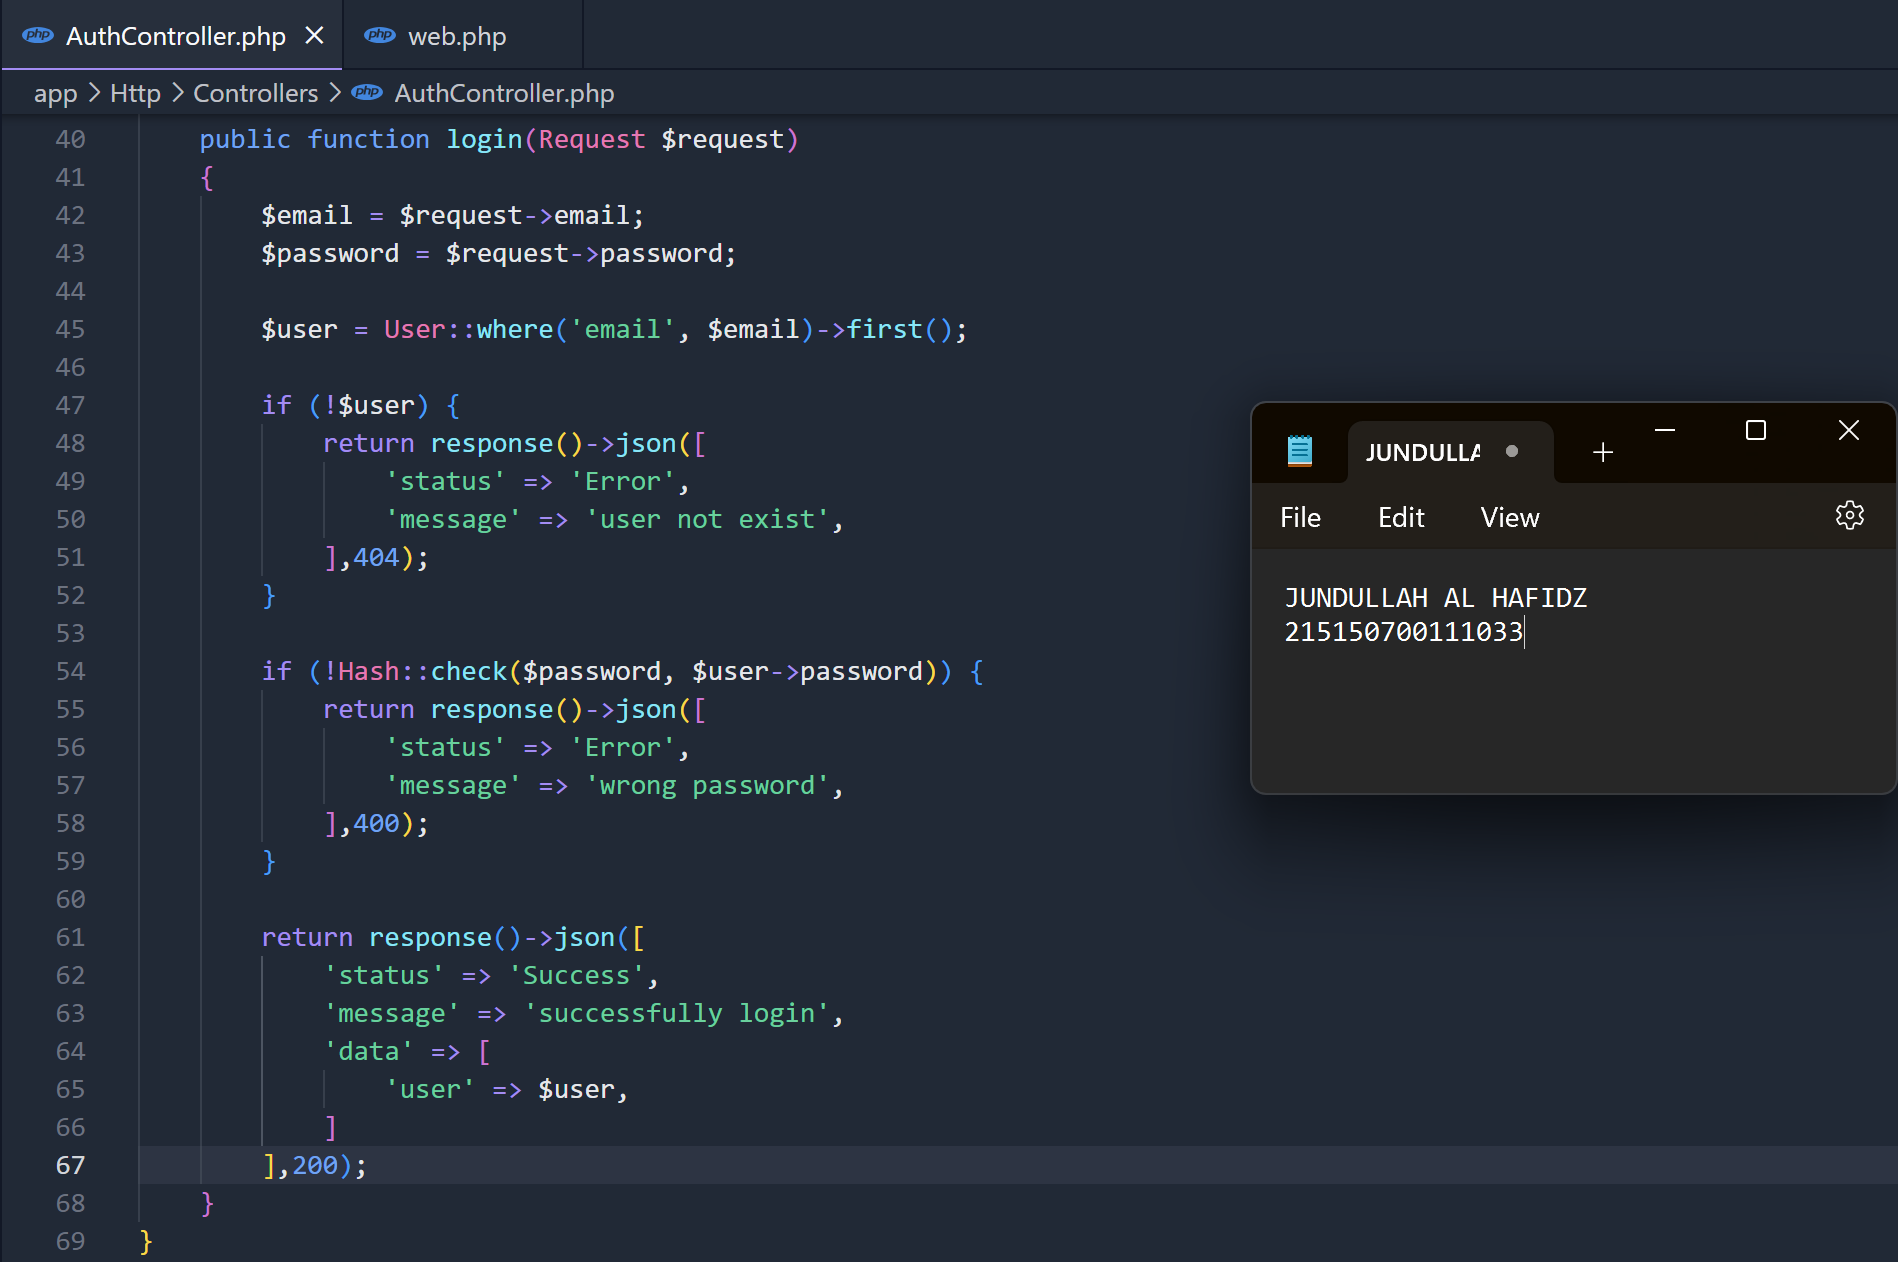 AuthController.php
web.php
app > Http > Controllers > AuthController.php
40 public function login(Request $request)
41 {
42 $email = $request->email;
43 $password = $request->password;
44
45 $user = User::where('email', $email)->first();
46
47 if (!$user) {
48 return response()->json([
49 'status' => 'Error',
50 'message' => 'user not exist',
51 ],404);
52 }
53
54 if (!Hash::check($password, $user->password)) {
55 return response()->json([
56 'status' => 'Error',
57 'message' => 'wrong password',
58 ],400);
59 }
60
61 return response()->json([
62 'status' => 'Success',
63 'message' => 'successfully login',
64 'data' => [
65 'user' => $user,
66 ]
67 ],200);
68 }
69 }
JUNDULLA
File Edit View
JUNDULLAH AL HAFIDZ
215150700111033